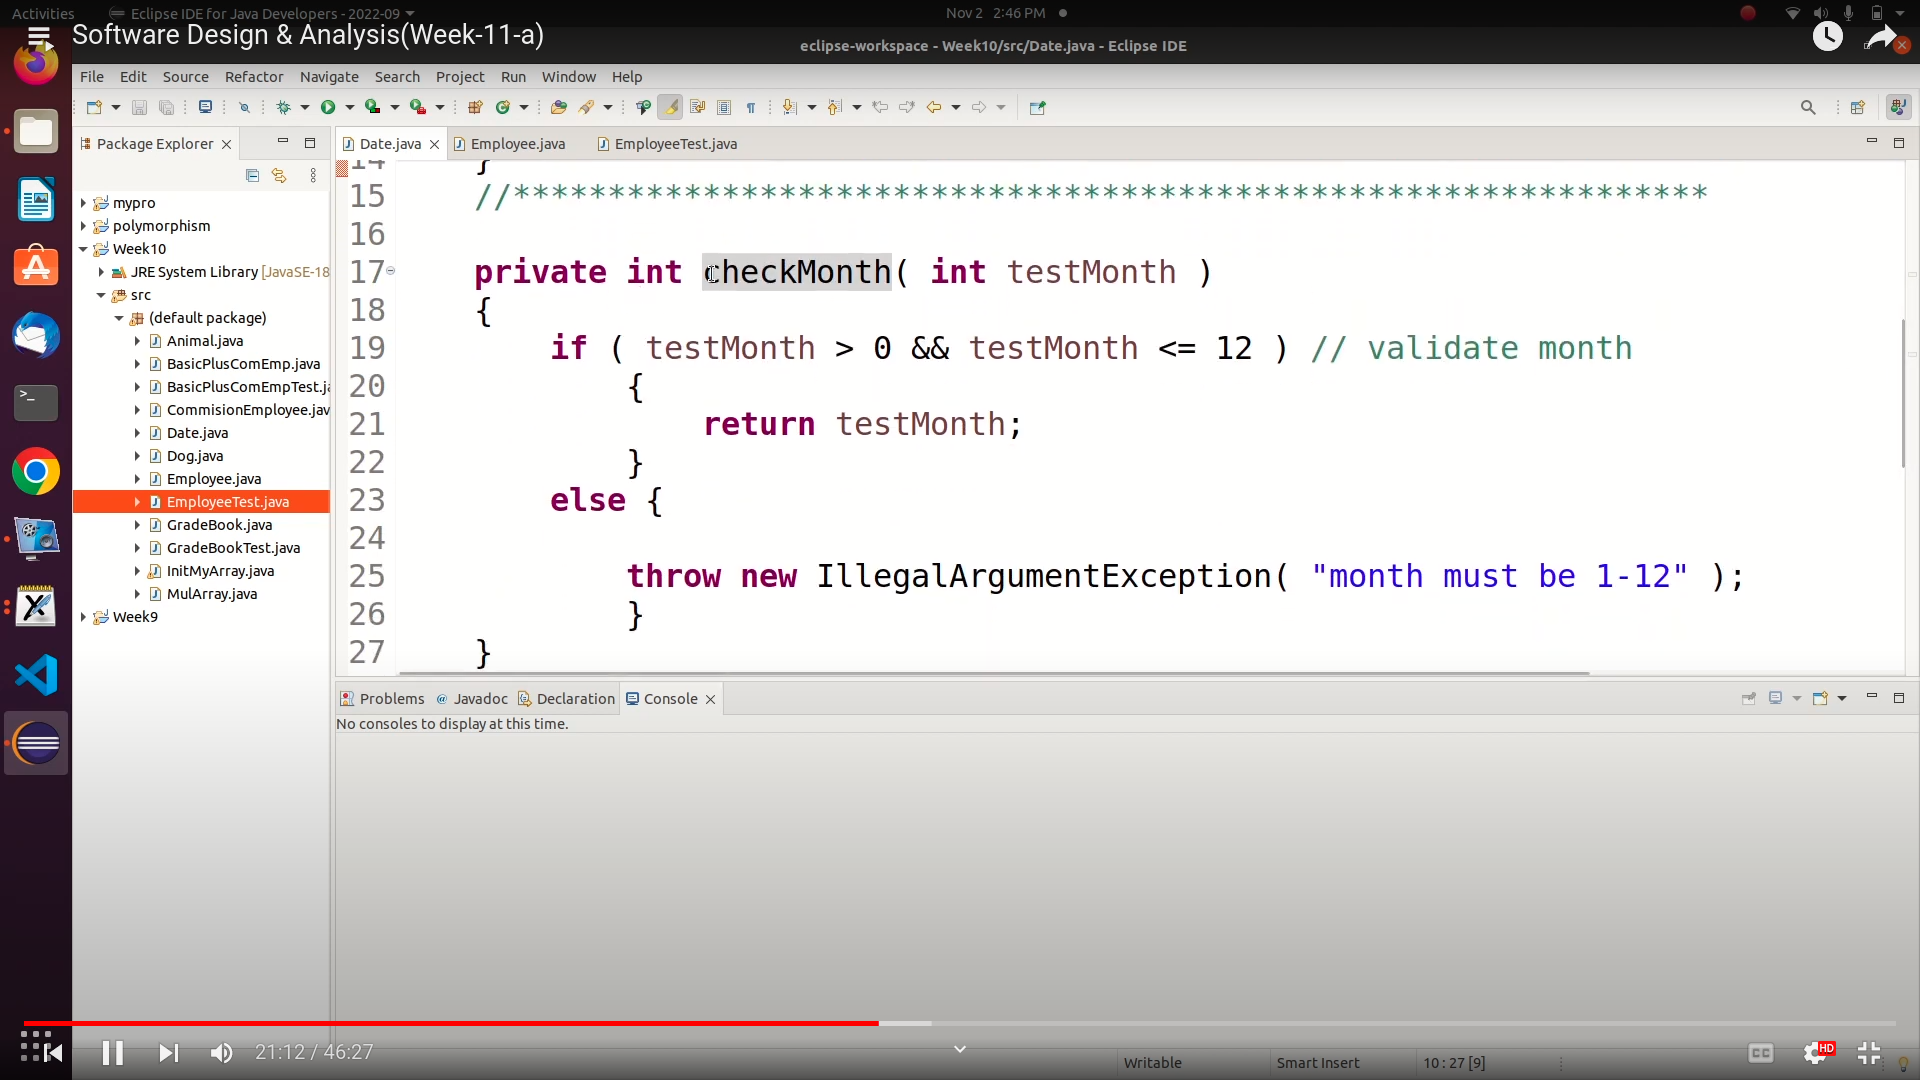 Activities
Eclipse IDE for Java Developers - 2022-09
Nov 2 2:46 PM
Software Design & Analysis(Week-11-a)
eclipse-workspace - Week10/src/Date.java - Eclipse IDE
File Edit Source Refactor Navigate Search Project Run Window Help
Package Explorer
Date.java
Employee.java
EmployeeTest.java
mypro
polymorphism
Week10
JRE System Library [JavaSE-18
src
(default package)
Animal.java
BasicPlusComEmp.java
BasicPlusComEmpTest.ja
CommisionEmployee.jav
Date.java
Dog.java
Employee.java
EmployeeTest.java
GradeBook.java
GradeBookTest.java
InitMyArray.java
MulArray.java
Week9
14 }
15 //***************************************************************
16
17 private int checkMonth( int testMonth )
18 {
19 if ( testMonth > 0 && testMonth <= 12 ) // validate month
20 {
21 return testMonth;
22 }
23 else {
24
25 throw new IllegalArgumentException( "month must be 1-12" );
26 }
27 }
Problems
Javadoc
Declaration
Console
No consoles to display at this time.
21:12 / 46:27
Writable
Smart Insert
10 : 27 [9]
CC
HD